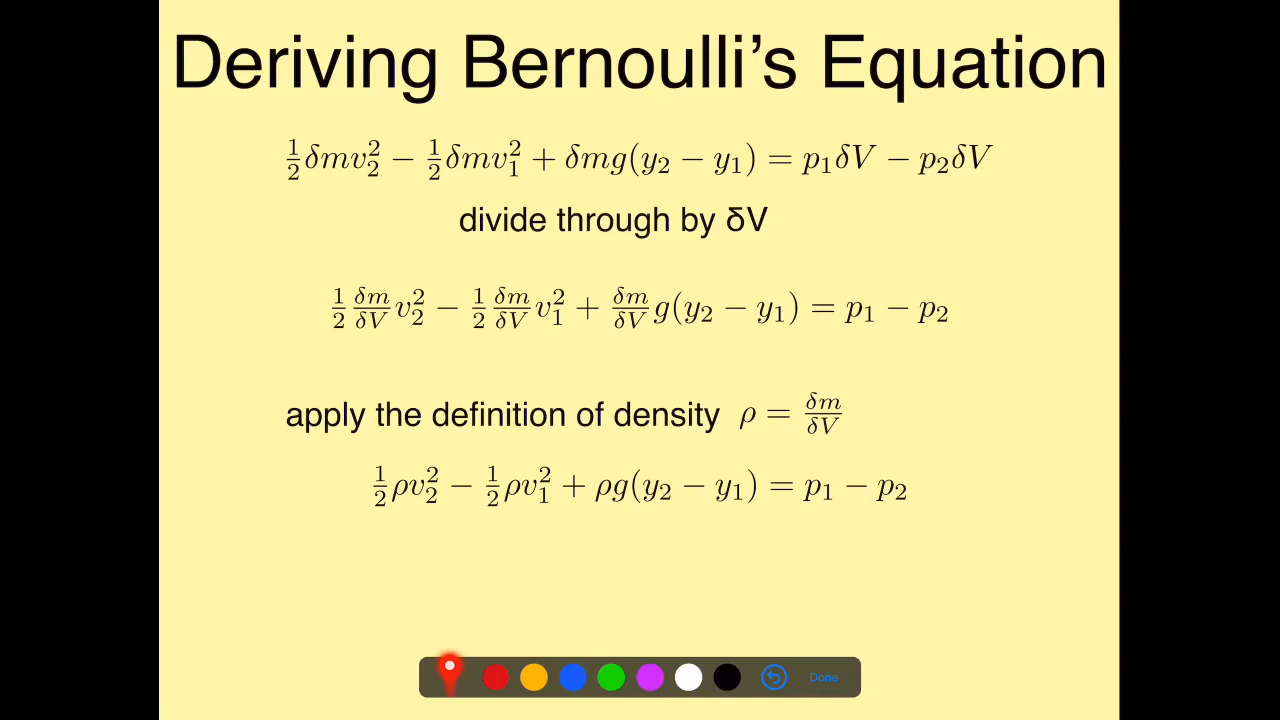 Deriving Bernoulli's Equation
½δmv₂² − ½δmv₁² + δmg(y₂ − y₁) = p₁δV − p₂δV
divide through by δV
½ δm/δV v₂² − ½ δm/δV v₁² + δm/δV g(y₂ − y₁) = p₁ − p₂
apply the definition of density ρ = δm/δV
½ρv₂² − ½ρv₁² + ρg(y₂ − y₁) = p₁ − p₂
Done